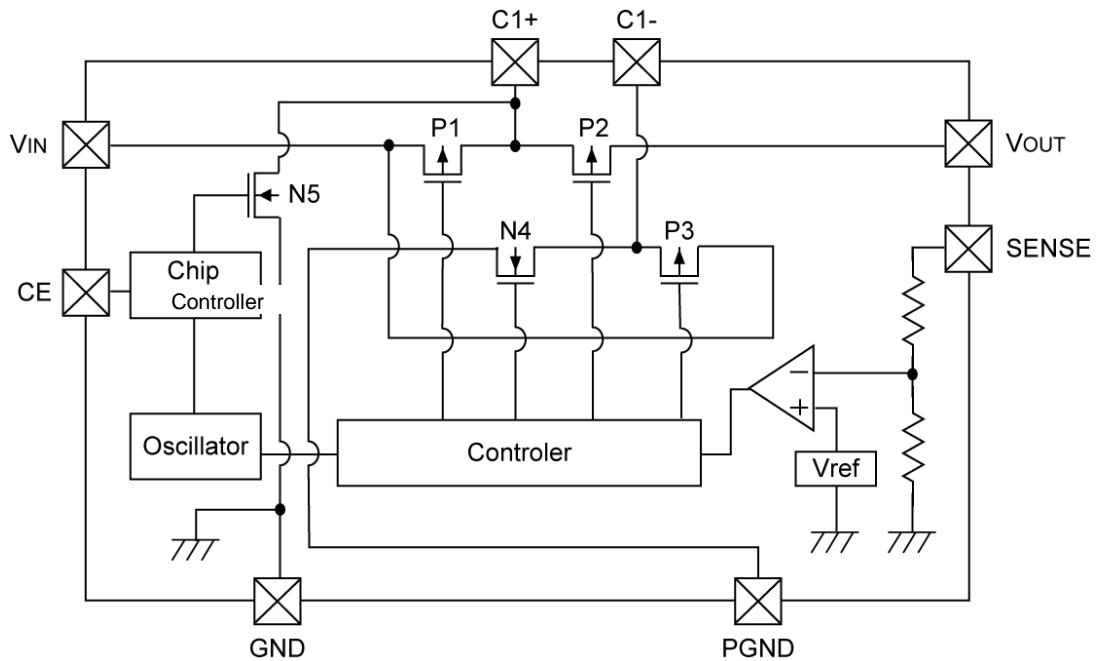 C1+ C1-
VIN
P1
P2
VOUT
N5
N4
P3
SENSE
CE
Chip
Controller
−
+
Oscillator
Controler
Vref
GND
PGND